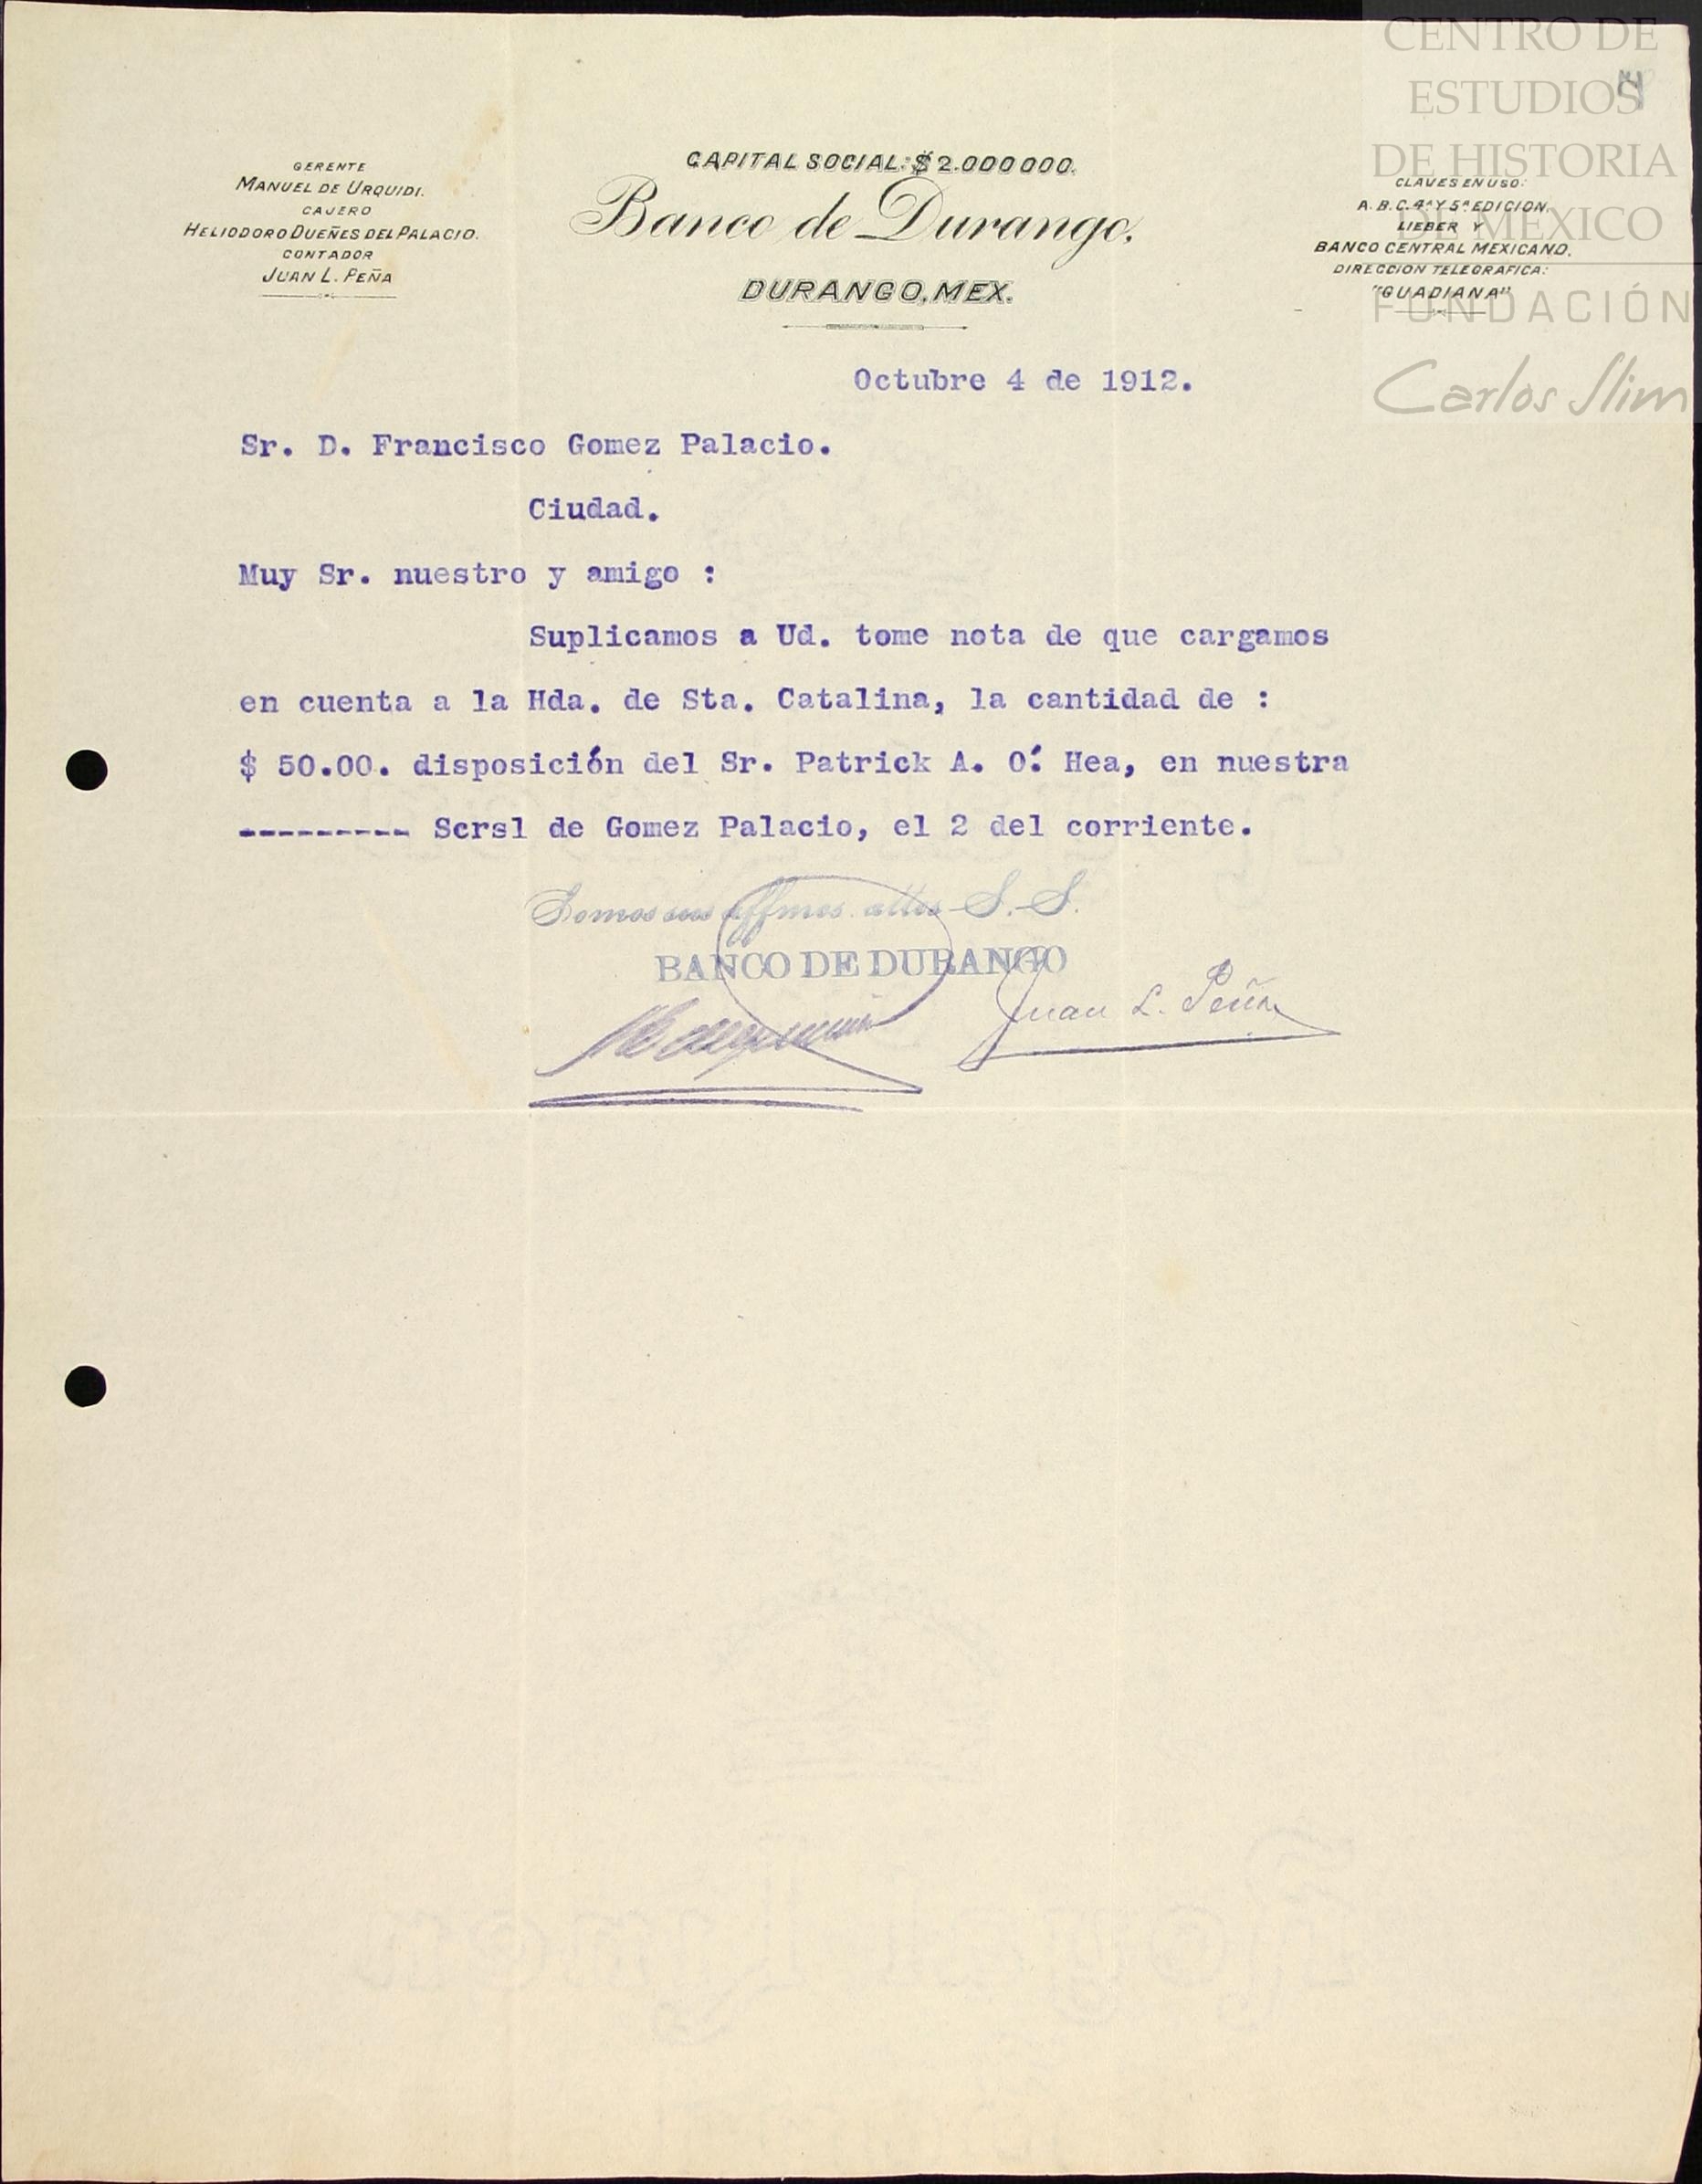 CENTRO DE
ESTUDIOS
DE HISTORIA
DE MÉXICO
FUNDACIÓN
Carlos Slim
GERENTE
MANUEL DE URQUIDI.
CAJERO
HELIODORO DUEÑES DEL PALACIO.
CONTADOR
JUAN L. PEÑA
CAPITAL SOCIAL: $ 2.000000.
Banco de Durango.
DURANGO, MEX.
CLAVES EN USO:
A. B. C. 4ª Y 5ª EDICION,
LIEBER Y
BANCO CENTRAL MEXICANO.
DIRECCION TELEGRAFICA:
"GUADIANA"
Octubre 4 de 1912.
Sr. D. Francisco Gomez Palacio.
Ciudad.
Muy Sr. nuestro y amigo :
Suplicamos a Ud. tome nota de que cargamos
en cuenta a la Hda. de Sta. Catalina, la cantidad de :
$ 50.00. disposición del Sr. Patrick A. O.́ Hea, en nuestra
--------- Scrsl de Gomez Palacio, el 2 del corriente.
Somos sus affmos. attos S. S.
BANCO DE DURANGO
Juan L. Peña